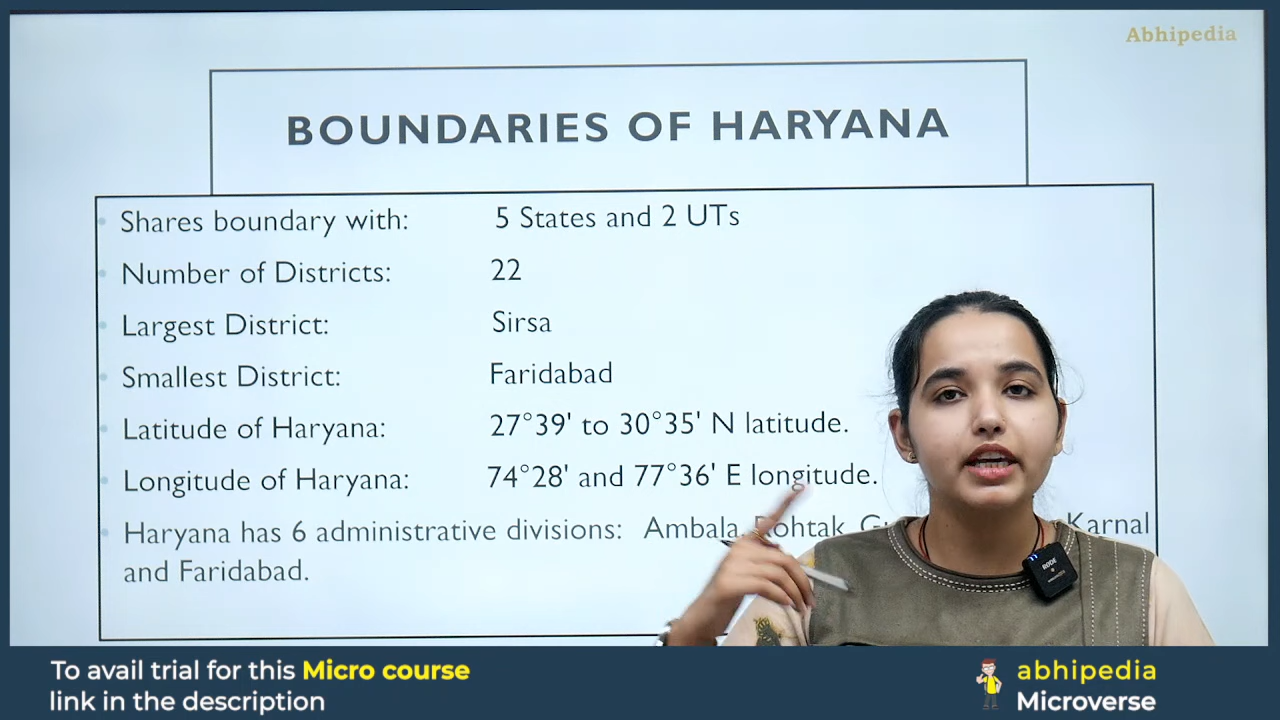 Abhipedia
BOUNDARIES OF HARYANA
Shares boundary with: 5 States and 2 UTs
Number of Districts: 22
Largest District: Sirsa
Smallest District: Faridabad
Latitude of Haryana: 27°39' to 30°35' N latitude.
Longitude of Haryana: 74°28' and 77°36' E longitude.
Haryana has 6 administrative divisions: Ambala, Rohtak, Karnal
and Faridabad.
RODE
To avail trial for this Micro course
link in the description
abhipedia
Microverse